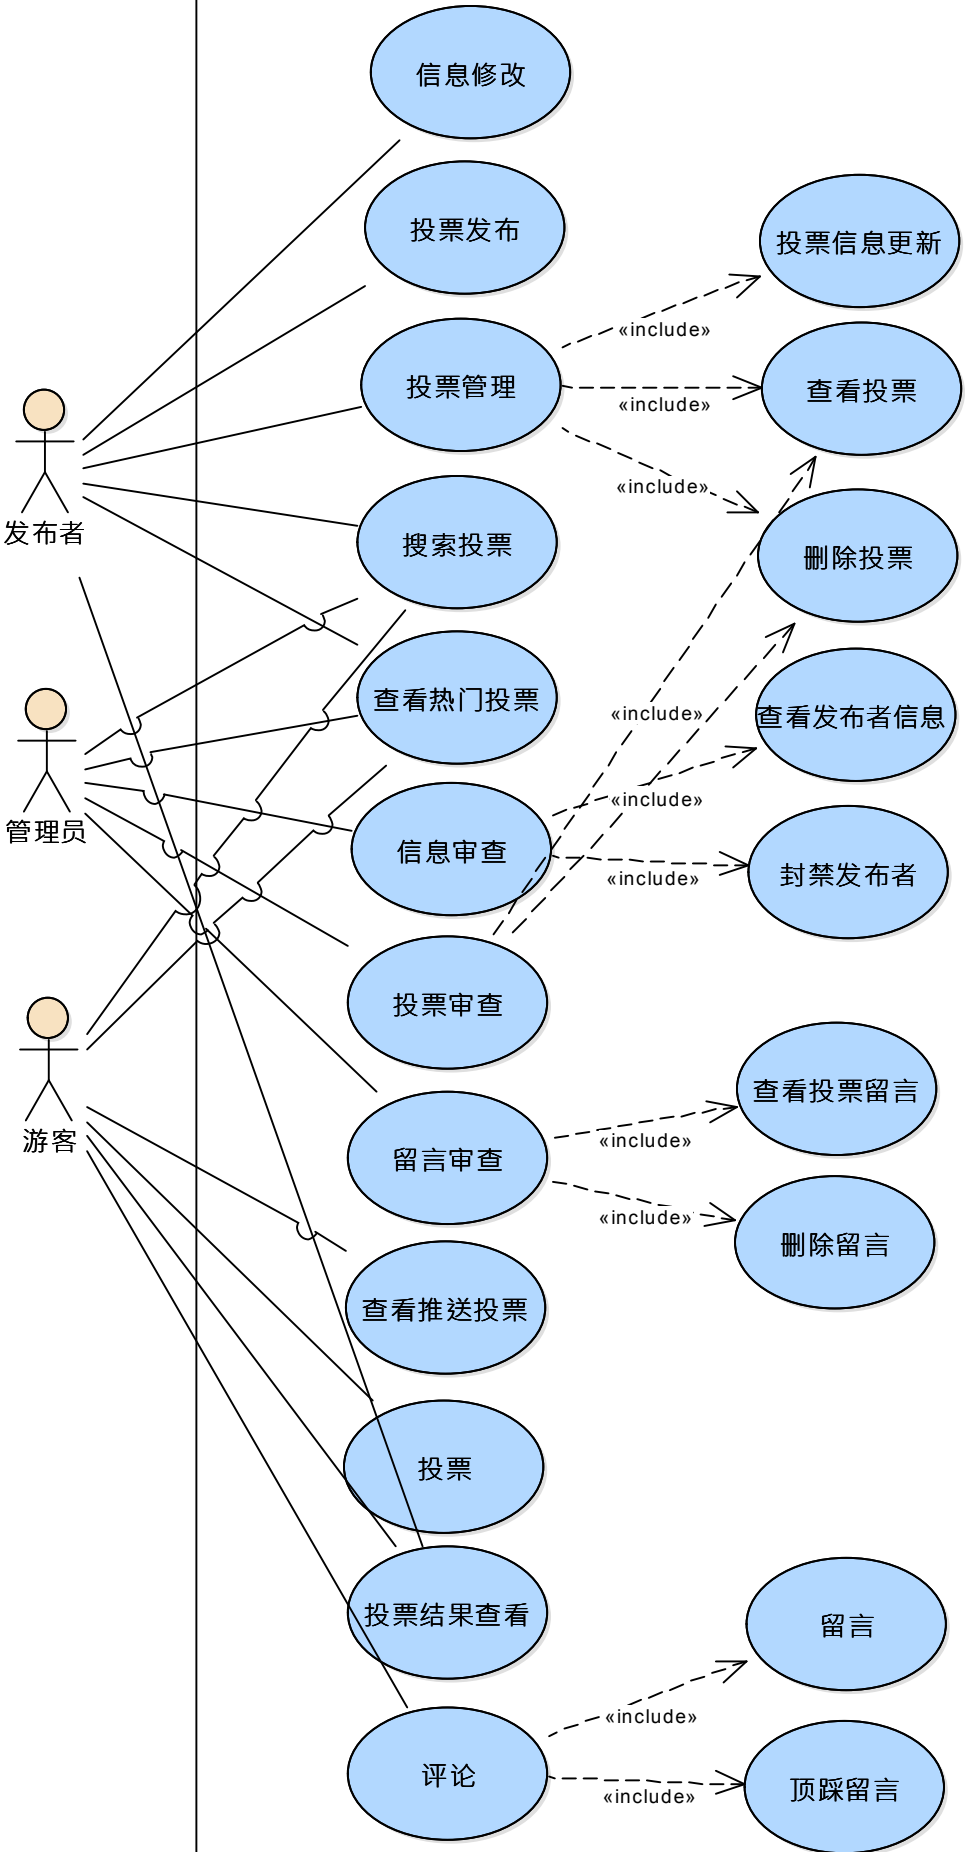 信息修改
投票发布
投票信息更新
«include»
投票管理
查看投票
«include»
«include»
发布者
搜索投票
删除投票
查看热门投票
«include»
查看发布者信息
管理员
«include»
信息审查
封禁发布者
«include»
投票审查
游客
查看投票留言
留言审查
«include»
«include»
删除留言
查看推送投票
投票
投票结果查看
留言
«include»
评论
«include»
顶踩留言